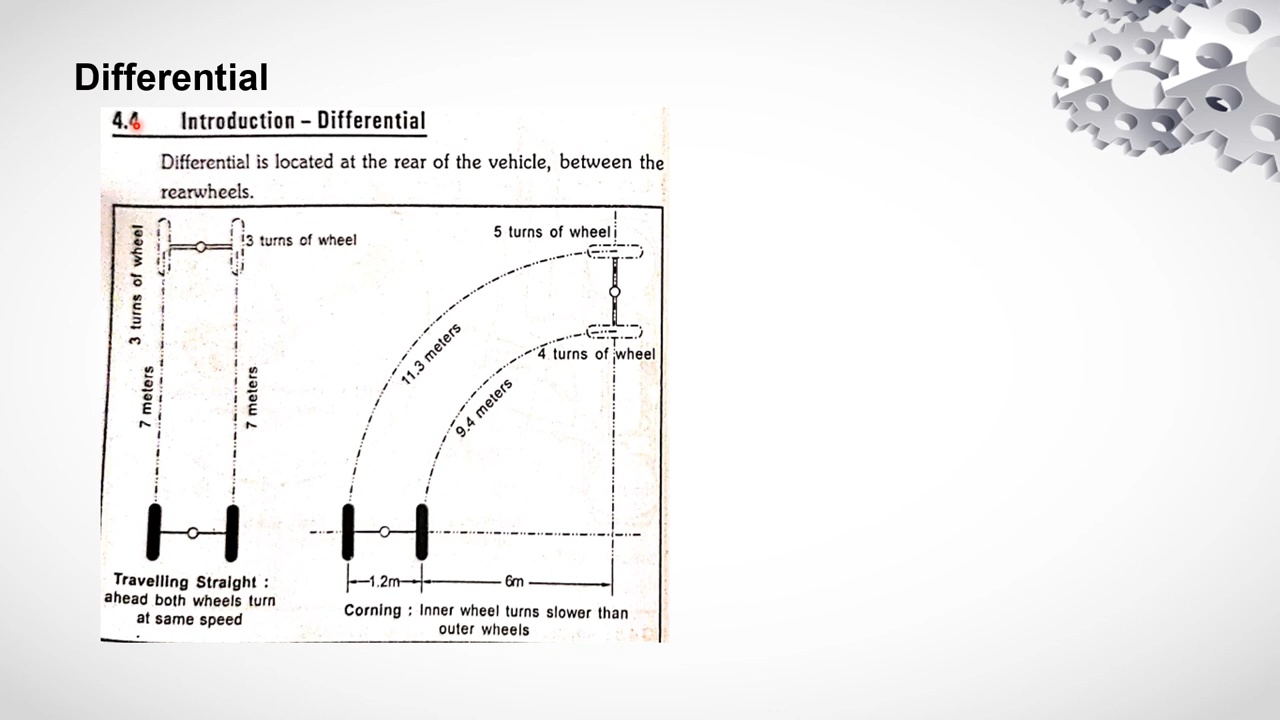 Differential
4.4 Introduction – Differential
Differential is located at the rear of the vehicle, between the
rearwheels.
3 turns of wheel
3 turns of wheel
7 meters
7 meters
5 turns of wheel
4 turns of wheel
11.3 meters
9.4 meters
1.2m
6m
Travelling Straight :
ahead both wheels turn
at same speed
Corning : Inner wheel turns slower than
outer wheels